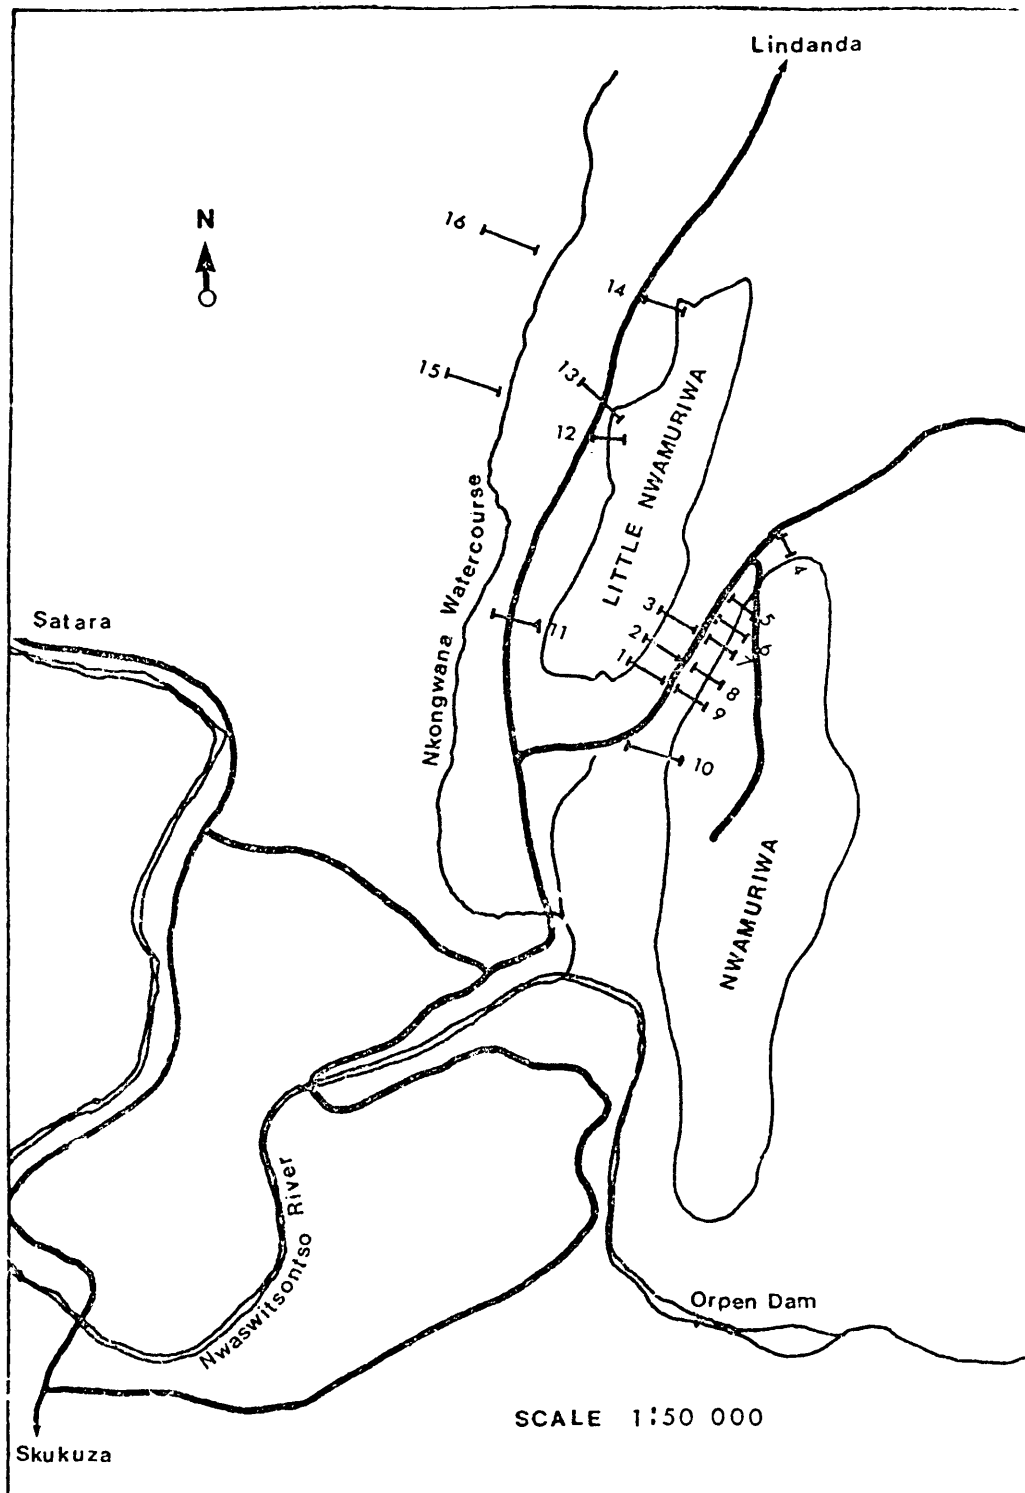 Lindanda
N
16
14
15
13
12
LITTLE NWAMURIWA
Nkongwana Watercourse
4
3
5
Satara
11
2
6
1
7
8
9
10
NWAMURIWA
Nwaswitsontso River
Orpen Dam
SCALE 1:50 000
Skukuza